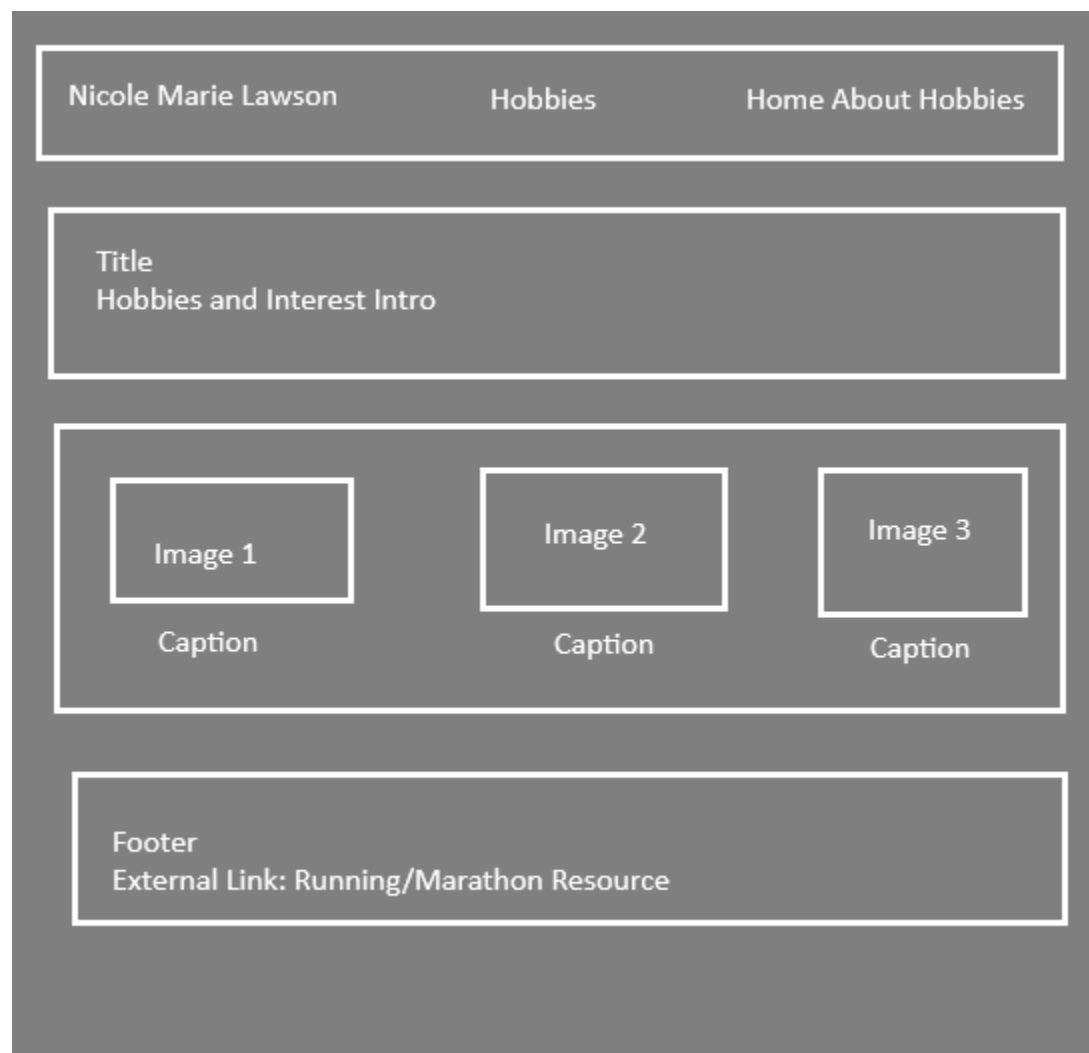 Nicole Marie Lawson
Hobbies
Home About Hobbies
Title
Hobbies and Interest Intro
Image 1
Image 2
Image 3
Caption
Caption
Caption
Footer
External Link: Running/Marathon Resource